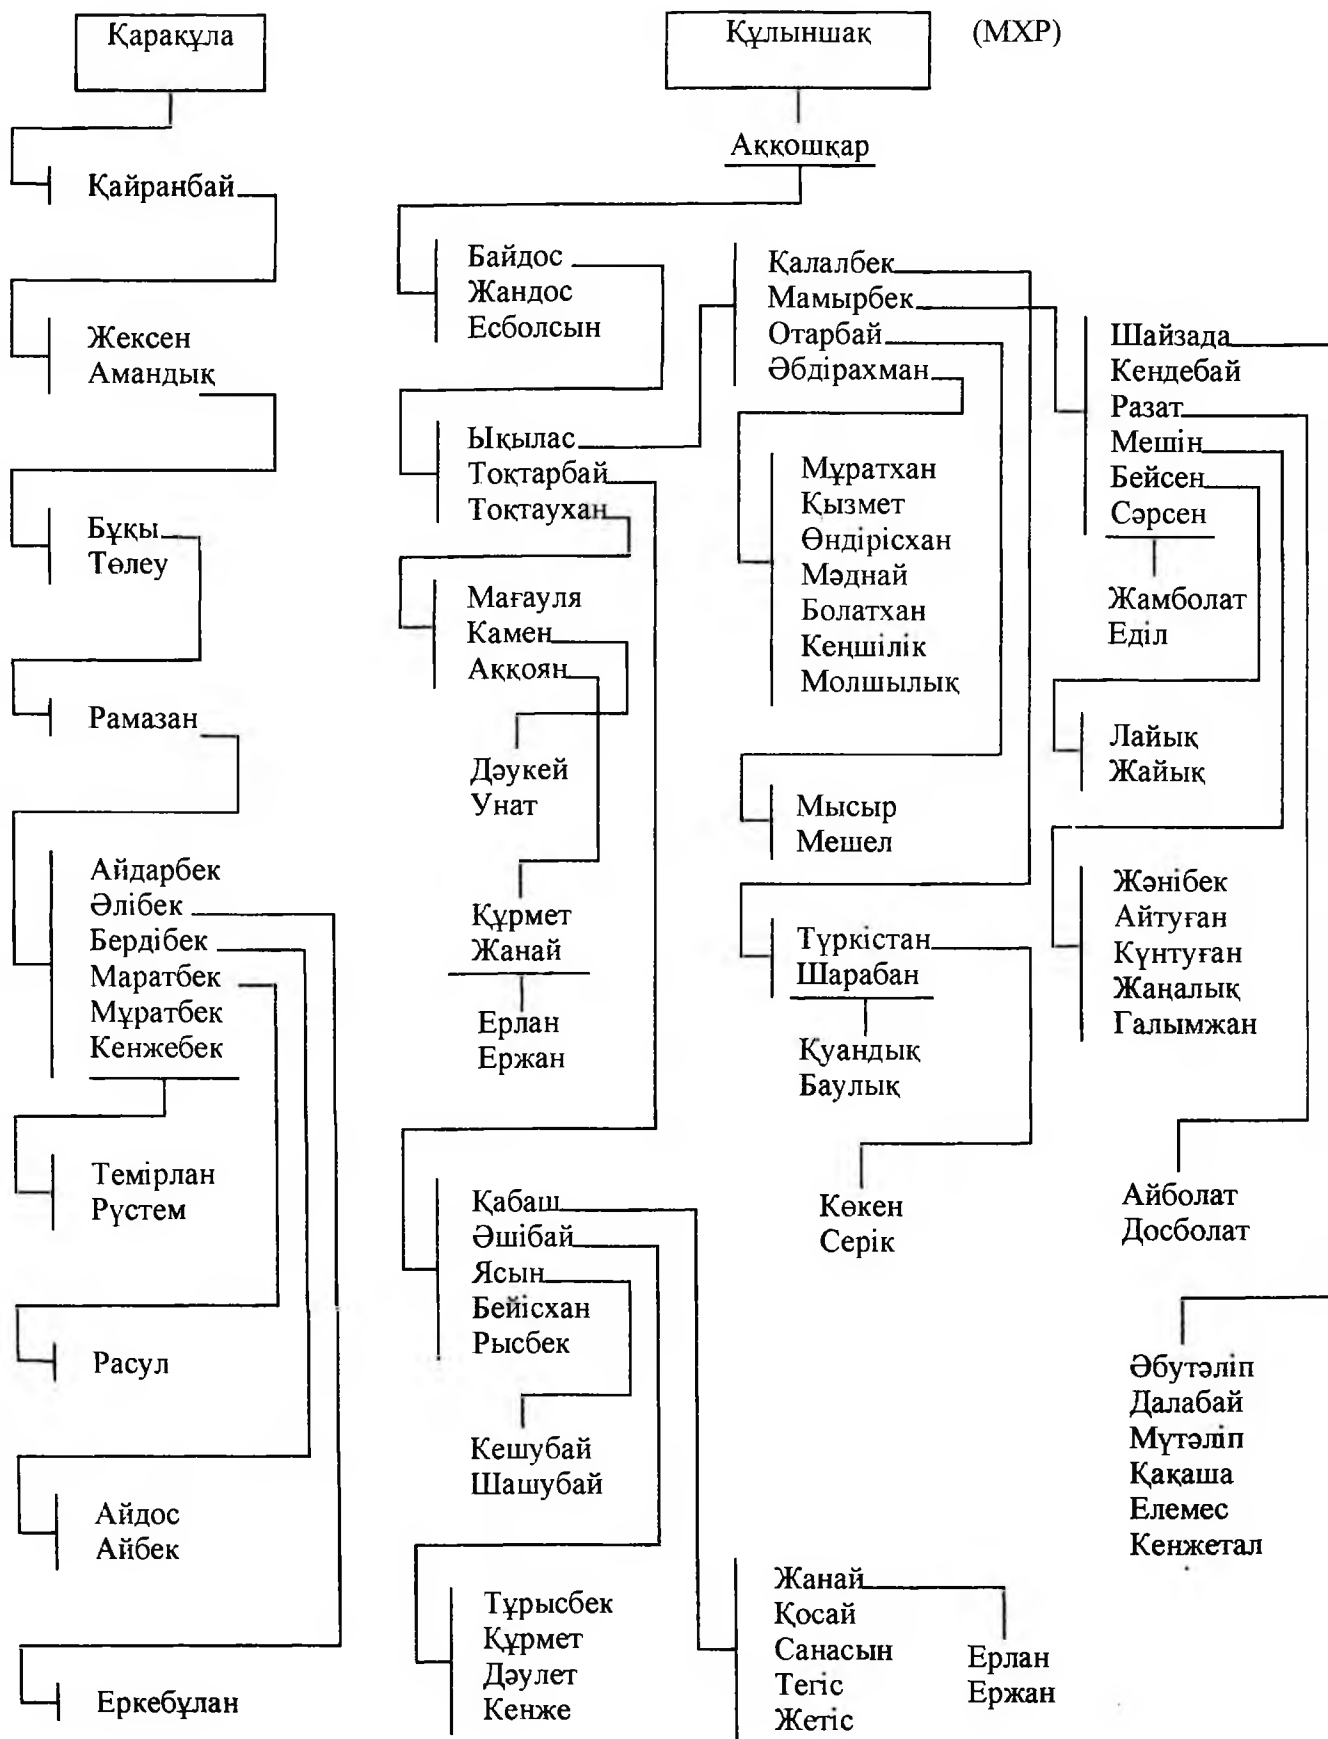 Қарақұла
Қайранбай
Жексен
Амандық
Бұқы
Төлеу
Рамазан
Айдарбек
Әлібек
Бердібек
Маратбек
Мұратбек
Кенжебек
Темірлан
Рүстем
Расул
Айдос
Айбек
Еркебұлан
Құлыншақ (МХР)
Аққошқар
Байдос
Жандос
Есболсын
Ықылас
Тоқтарбай
Тоқтаухан
Мағауля
Камен
Аққоян
Дәукей
Унат
Құрмет
Жанай
Ерлан
Ержан
Қабаш
Әшібай
Ясын
Бейісхан
Рысбек
Кешубай
Шашубай
Тұрысбек
Құрмет
Дәулет
Кенже
Қалалбек
Мамырбек
Отарбай
Әбдірахман
Мұратхан
Қызмет
Өндірісхан
Мәднай
Болатхан
Кеңшілік
Молшылық
Мысыр
Мешел
Түркістан
Шарабан
Қуандық
Баулық
Көкен
Серік
Жанай
Қосай
Санасын
Тегіс
Жетіс
Ерлан
Ержан
Шайзада
Кендебай
Разат
Мешін
Бейсен
Сәрсен
Жамболат
Еділ
Лайық
Жайық
Жәнібек
Айтуған
Күнтуған
Жаңалық
Галымжан
Айболат
Досболат
Әбутәліп
Далабай
Мүтәліп
Қақаша
Елемес
Кенжетал